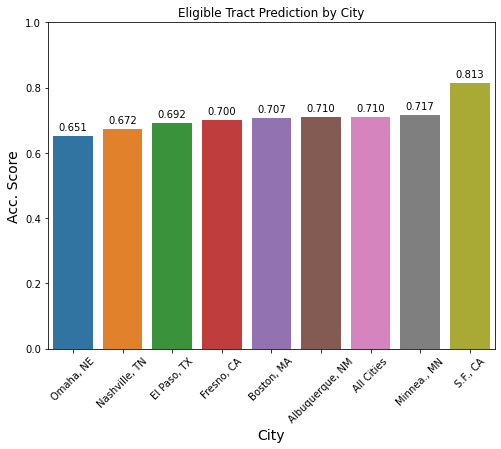 Eligible Tract Prediction by City
1.0
0.8
0.6
0.4
0.2
0.0
Acc. Score
0.651
0.672
0.692
0.700
0.707
0.710
0.710
0.717
0.813
Omaha, NE
Nashville, TN
El Paso, TX
Fresno, CA
Boston, MA
Albuquerque, NM
All Cities
Minnea., MN
S.F., CA
City